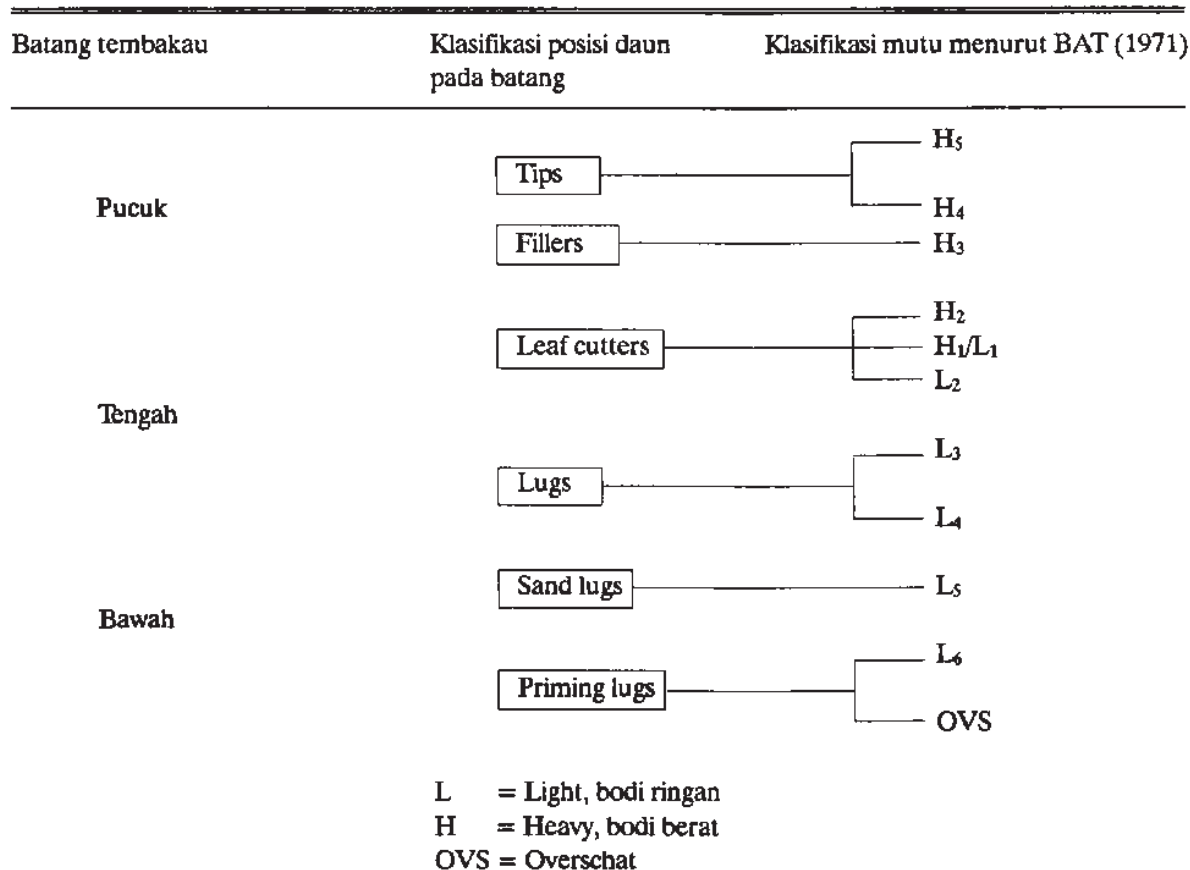 Batang tembakau Klasifikasi posisi daun Klasifikasi mutu menurut BAT (1971)
pada batang
H₅
Tips
Pucuk H₄
Fillers H₃
H₂
Leaf cutters H₁/L₁
L₂
Tengah
L₃
Lugs
L₄
Sand lugs L₅
Bawah
L₆
Priming lugs
OVS
L = Light, bodi ringan
H = Heavy, bodi berat
OVS = Overschat